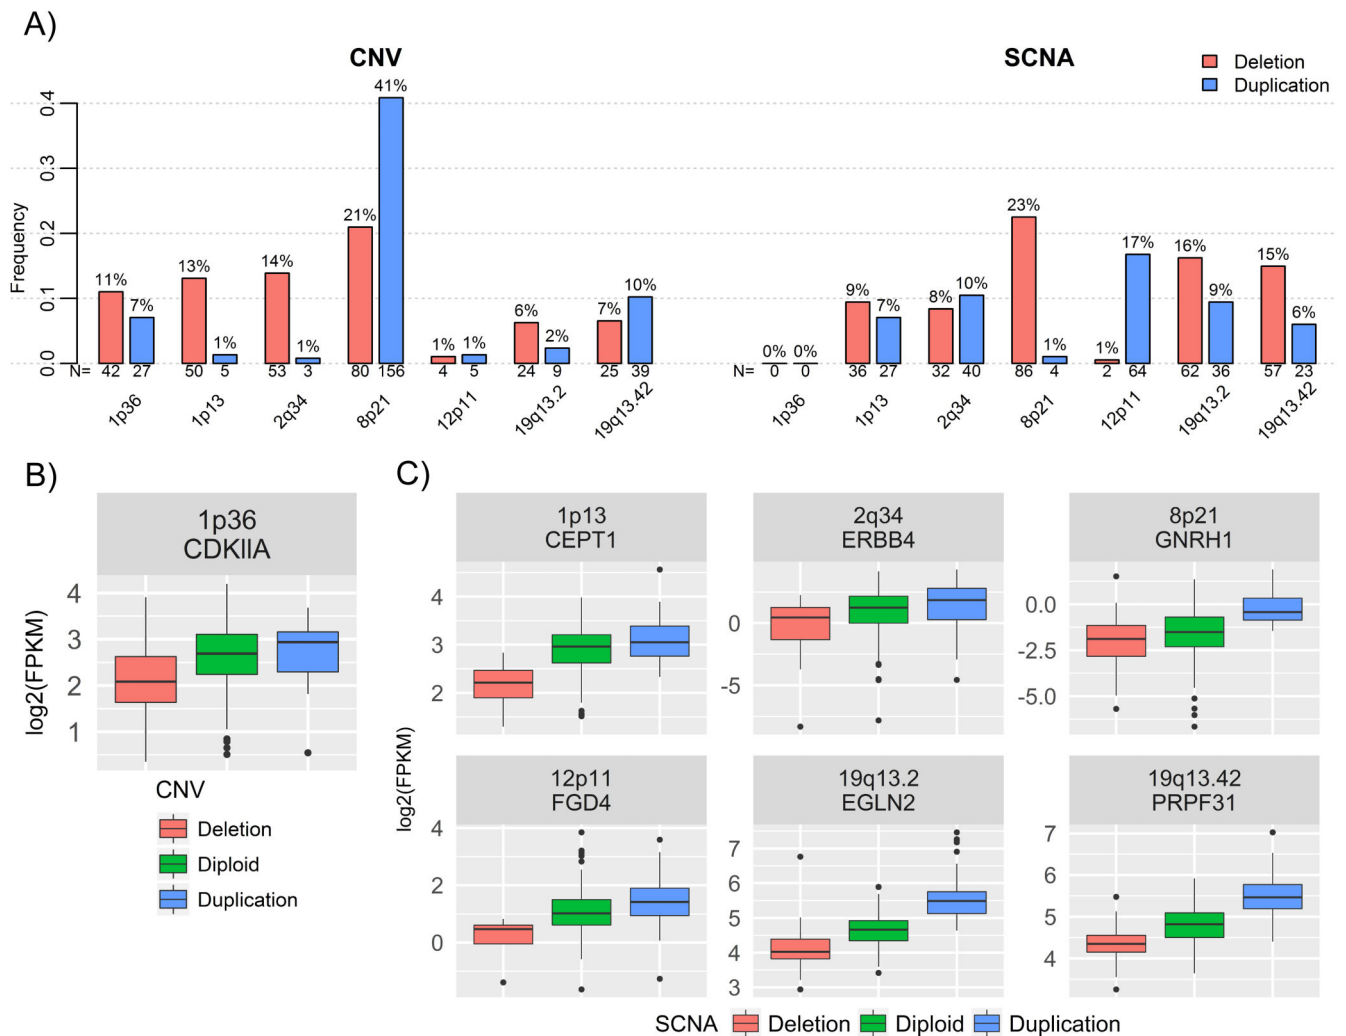 A)
CNV
SCNA
Deletion
Duplication
Frequency
0.0
0.1
0.2
0.3
0.4
11% 7% 13% 1% 14% 1% 21% 41% 1% 1% 6% 2% 7% 10%
N= 42 27 50 5 53 3 80 156 4 5 24 9 25 39
1p36 1p13 2q34 8p21 12p11 19q13.2 19q13.42
0% 0% 9% 7% 8% 10% 23% 1% 1% 17% 16% 9% 15% 6%
N= 0 0 36 27 32 40 86 4 2 64 62 36 57 23
1p36 1p13 2q34 8p21 12p11 19q13.2 19q13.42
B)
1p36
CDKIIA
log2(FPKM)
4
3
2
1
CNV
Deletion
Diploid
Duplication
C)
log2(FPKM)
1p13
CEPT1
4
3
2
2q34
ERBB4
0
-5
8p21
GNRH1
0.0
-2.5
-5.0
12p11
FGD4
4
2
0
19q13.2
EGLN2
7
6
5
4
3
19q13.42
PRPF31
7
6
5
4
SCNA Deletion Diploid Duplication